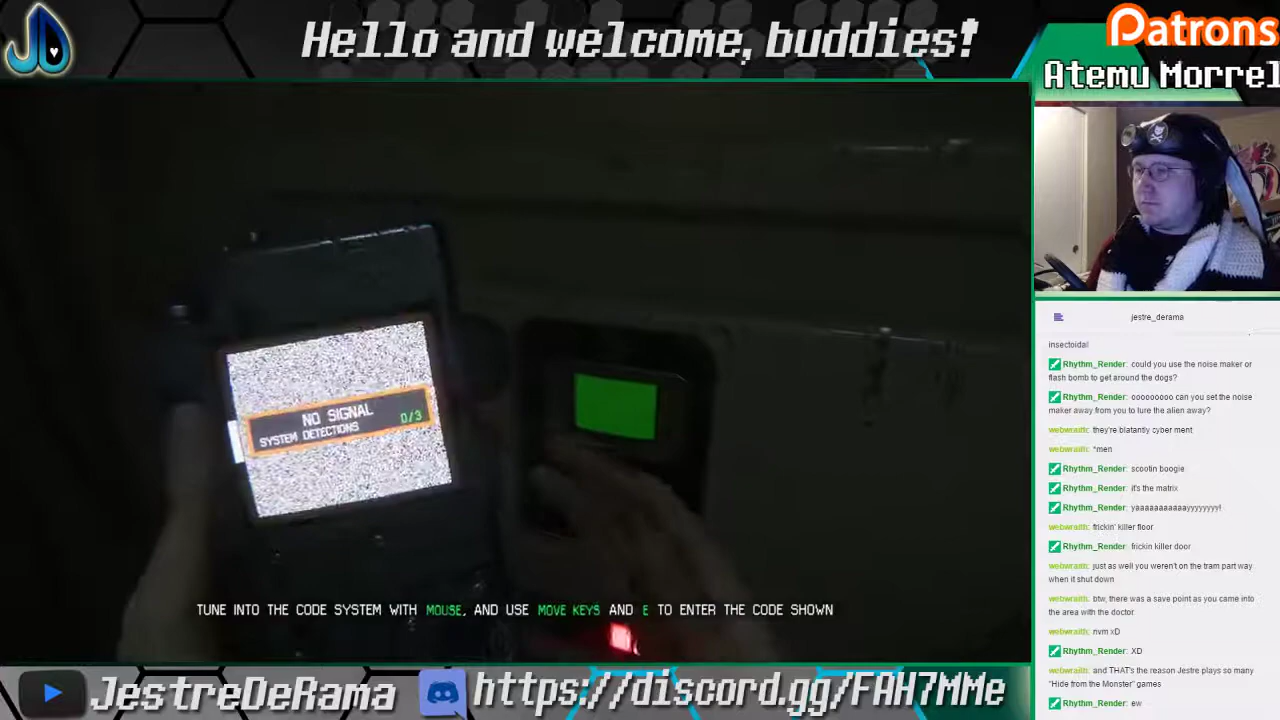 Hello and welcome, buddies!
Patrons
Atemu Morrel
NO SIGNAL
SYSTEM DETECTIONS 0/3
TUNE INTO THE CODE SYSTEM WITH MOUSE, AND USE MOVE KEYS AND E TO ENTER THE CODE SHOWN
jestre_derama
insectoidal
Rhythm_Render: could you use the noise maker or
flash bomb to get around the dogs?
Rhythm_Render: ooooooooo can you set the noise
maker away from you to lure the alien away?
webwraith: they're blatantly cyber ment
webwraith: *men
Rhythm_Render: scootin boogie
Rhythm_Render: it's the matrix
Rhythm_Render: yaaaaaaaaaayyyyyyyy!
webwraith: frickin' killer floor
Rhythm_Render: frickin killer door
webwraith: just as well you weren't on the tram part way
when it shut down
webwraith: btw, there was a save point as you came into
the area with the doctor
webwraith: nvm xD
Rhythm_Render: XD
webwraith: and THAT's the reason Jestre plays so many
"Hide from the Monster" games
Rhythm_Render: ew
JestreDeRama
https://discord.gg/FAH7MMe